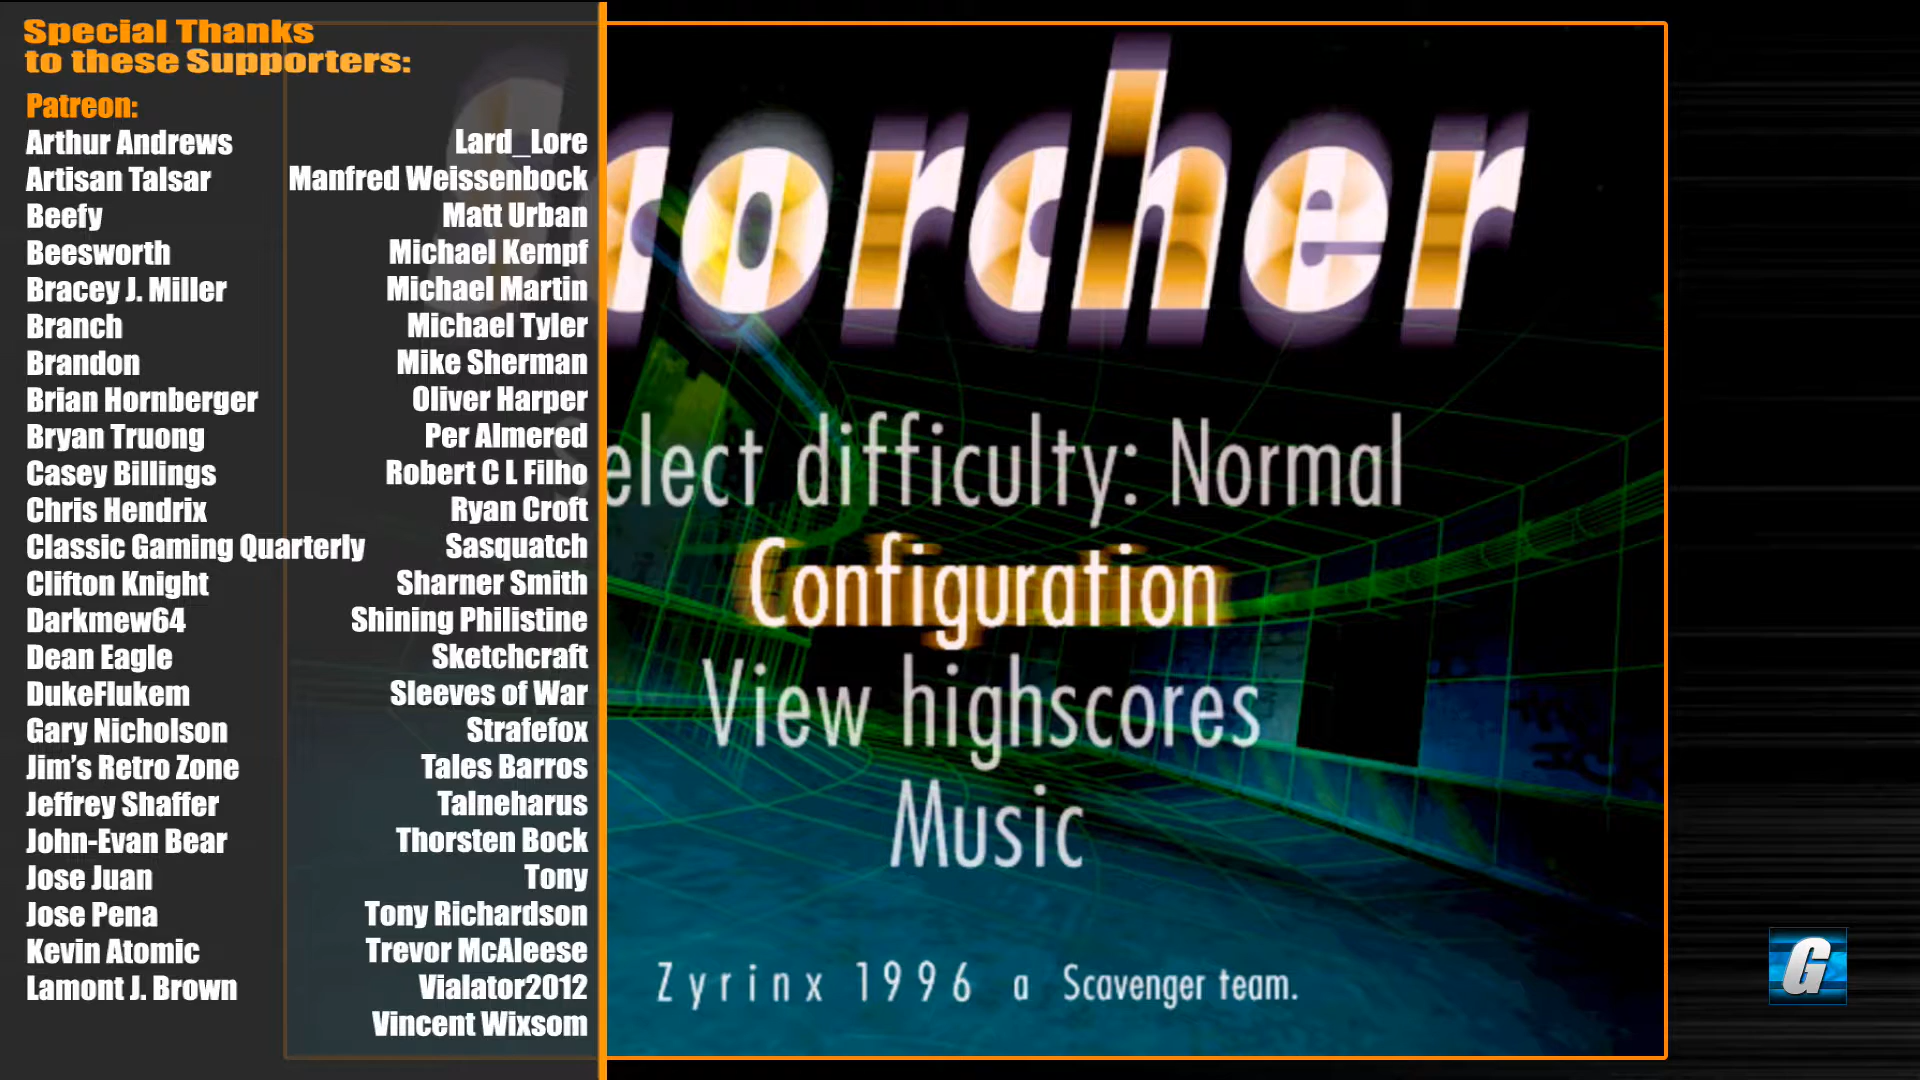 Special Thanks
to these Supporters:
Patreon:
Arthur Andrews
Artisan Talsar
Beefy
Beesworth
Bracey J. Miller
Branch
Brandon
Brian Hornberger
Bryan Truong
Casey Billings
Chris Hendrix
Classic Gaming Quarterly
Clifton Knight
Darkmew64
Dean Eagle
DukeFlukem
Gary Nicholson
Jim’s Retro Zone
Jeffrey Shaffer
John-Evan Bear
Jose Juan
Jose Pena
Kevin Atomic
Lamont J. Brown
Lard_Lore
Manfred Weissenbock
Matt Urban
Michael Kempf
Michael Martin
Michael Tyler
Mike Sherman
Oliver Harper
Per Almered
Robert C L Filho
Ryan Croft
Sasquatch
Sharner Smith
Shining Philistine
Sketchcraft
Sleeves of War
Strafefox
Tales Barros
Talneharus
Thorsten Bock
Tony
Tony Richardson
Trevor McAleese
Vialator2012
Vincent Wixsom
Scorcher
Select difficulty: Normal
Configuration
View highscores
Music
Zyrinx 1996 a Scavenger team.
G